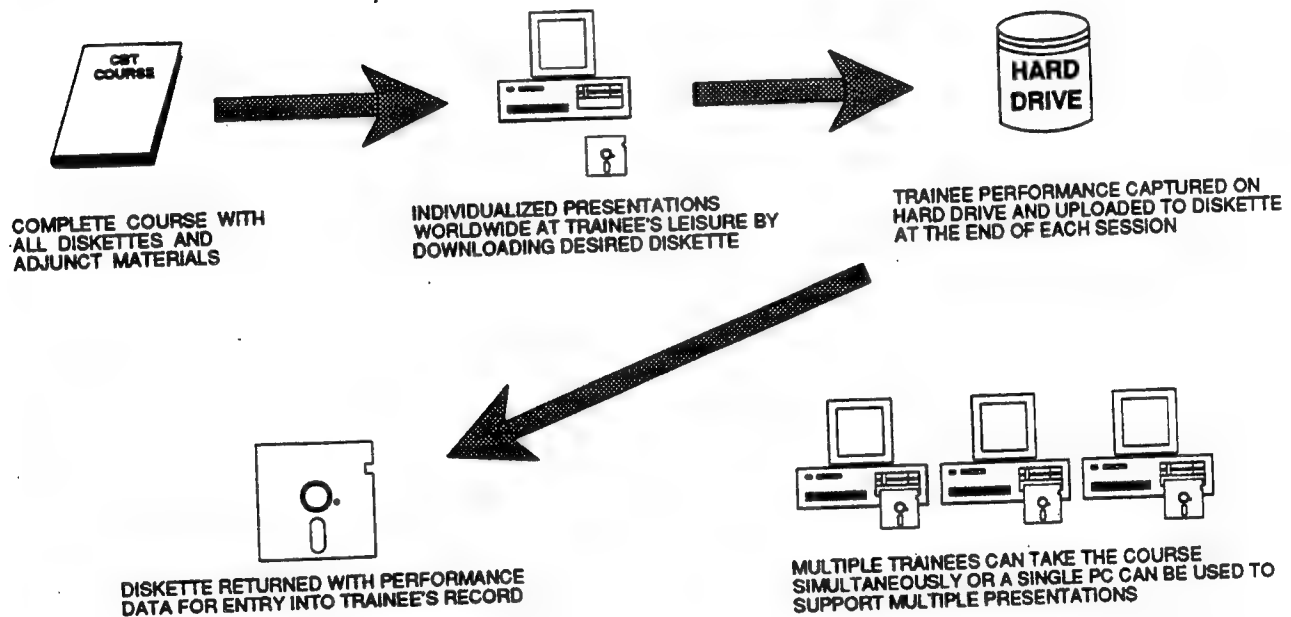 CBT
COURSE
HARD
DRIVE
COMPLETE COURSE WITH
ALL DISKETTES AND
ADJUNCT MATERIALS
INDIVIDUALIZED PRESENTATIONS
WORLDWIDE AT TRAINEE'S LEISURE BY
DOWNLOADING DESIRED DISKETTE
TRAINEE PERFORMANCE CAPTURED ON
HARD DRIVE AND UPLOADED TO DISKETTE
AT THE END OF EACH SESSION
DISKETTE RETURNED WITH PERFORMANCE
DATA FOR ENTRY INTO TRAINEE'S RECORD
MULTIPLE TRAINEES CAN TAKE THE COURSE
SIMULTANEOUSLY OR A SINGLE PC CAN BE USED TO
SUPPORT MULTIPLE PRESENTATIONS